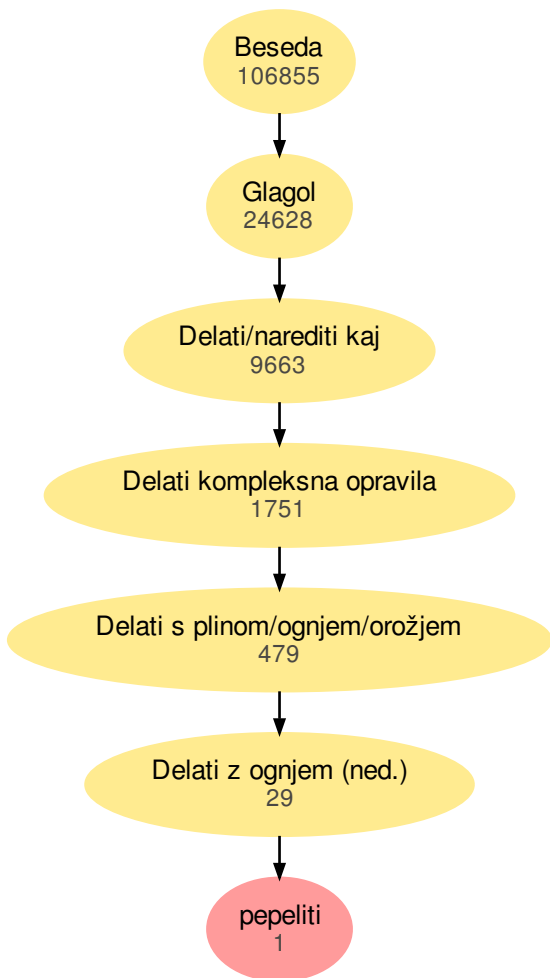 Beseda
106855
Glagol
24628
Delati/narediti kaj
9663
Delati kompleksna opravila
1751
Delati s plinom/ognjem/orožjem
479
Delati z ognjem (ned.)
29
pepeliti
1